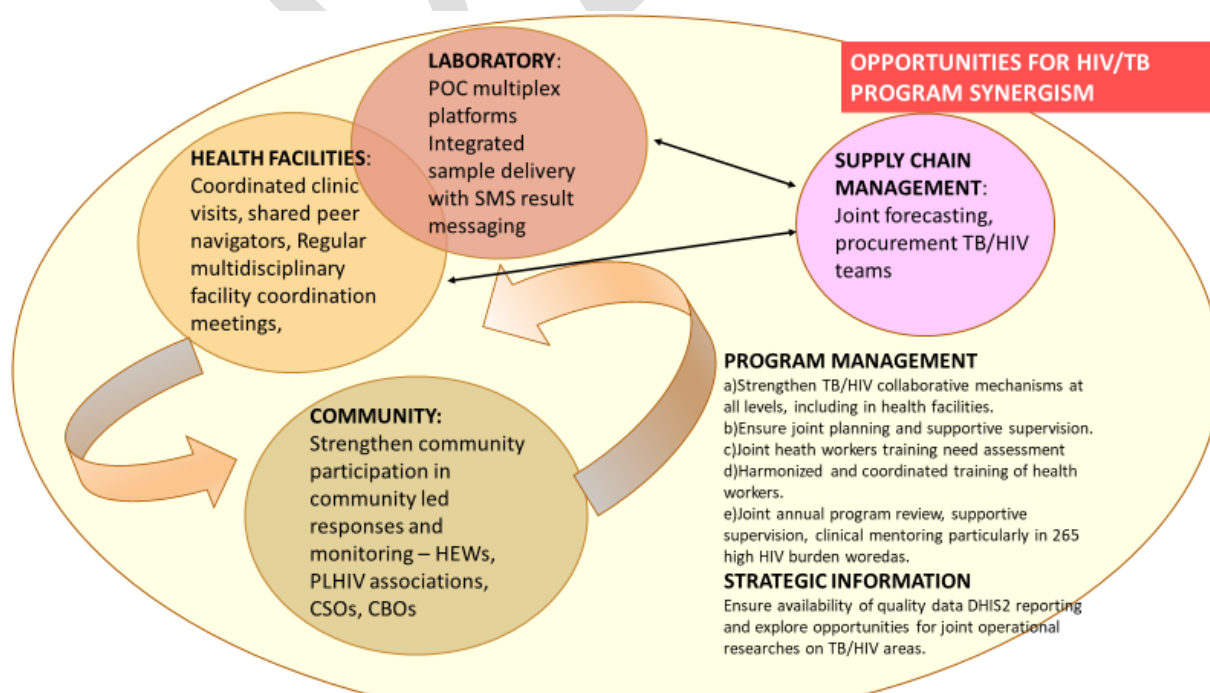 OPPORTUNITIES FOR HIV/TB
PROGRAM SYNERGISM
LABORATORY:
POC multiplex
platforms
Integrated
sample delivery
with SMS result
messaging
HEALTH FACILITIES:
Coordinated clinic
visits, shared peer
navigators, Regular
multidisciplinary
facility coordination
meetings,
SUPPLY CHAIN
MANAGEMENT:
Joint forecasting,
procurement TB/HIV
teams
COMMUNITY:
Strengthen community
participation in
community led
responses and
monitoring – HEWs,
PLHIV associations,
CSOs, CBOs
PROGRAM MANAGEMENT
a)Strengthen TB/HIV collaborative mechanisms at
all levels, including in health facilities.
b)Ensure joint planning and supportive supervision.
c)Joint heath workers training need assessment
d)Harmonized and coordinated training of health
workers.
e)Joint annual program review, supportive
supervision, clinical mentoring particularly in 265
high HIV burden woredas.
STRATEGIC INFORMATION
Ensure availability of quality data DHIS2 reporting
and explore opportunities for joint operational
researches on TB/HIV areas.